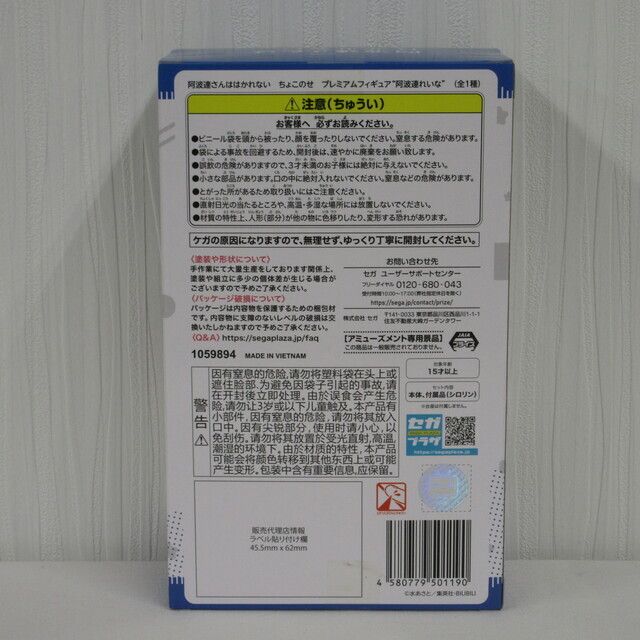 阿波連さんははかれない ちょこのせ プレミアムフィギュア“阿波連れいな” (全1種)
⚠注意(ちゅうい)
お客様へ 必ずお読みください。
●ビニール袋を頭から被ったり、顔を覆ったりしないでください。窒息する危険があります。
●袋による事故を回避するため、開封後は、速やかに廃棄をお願い致します。
●誤飲の危険がありますので、3才未満のお子様には絶対に与えないでください。
●小さな部品があります。口の中に絶対入れないでください。窒息などの危険があります。
●とがった所があるため取り扱いにはご注意ください。
●直射日光の当たるところや、高温・多湿な場所には放置しないでください。
●材質の特性上、人形(部分)が他の物に色移りしたり、変形する恐れがあります。
ケガの原因になりますので、無理せず、ゆっくり丁寧に開封してください。
〈塗装や形状について〉
手作業にて大量生産をしております関係上、
塗装や組立に多少の個体差が生じる場合が
ございますので予めご了承ください。
〈パッケージ破損について〉
パッケージは内容物を保護するための梱包材
です。内容物に支障のないレベルの破損は交
換いたしかねますので予めご了承ください。
〈Q&A〉https://segaplaza.jp/faq
1059894 MADE IN VIETNAM
お問い合わせ先
セガ ユーザーサポートセンター
フリーダイヤル 0120-680-043
受付時間10:00〜17:00(弊社指定休日を除く)
https://sega.jp/contact/prize/
株式会社 セガ 〒141-0033 東京都品川区西品川1-1-1
住友不動産大崎ガーデンタワー
【アミューズメント専用景品】
この商品は一般販売されておりません。
JAIA
プライズ
対象年齢
15才以上
セット内容
本体、付属品(シロリン)
※台座は付属しません。
セガ
プラザ
https://segaplaza.jp
警告⚠
因有窒息的危险,请勿将塑料袋在头上或
遮住脸部.为避免因袋子引起的事故,请
在开封后立即处理。由於误食会产生危
险,请勿让3岁或以下儿童触及。本产品有
小部件,因有窒息的危险,请勿将其放入
口中。因有尖锐部分,使用时请小心,以
免刮伤。请勿将其放置於受光直射,高温,
潮湿的环境下。由於材质的特性,本产品
可能会将颜色转移到其他东西上或可能
产生变形。包装中含有重要信息,应保留。
販売代理店情報
ラベル貼り付け欄
45.5mm×62mm
4 580779 501190
©水あさと/集英社・BILIBILI